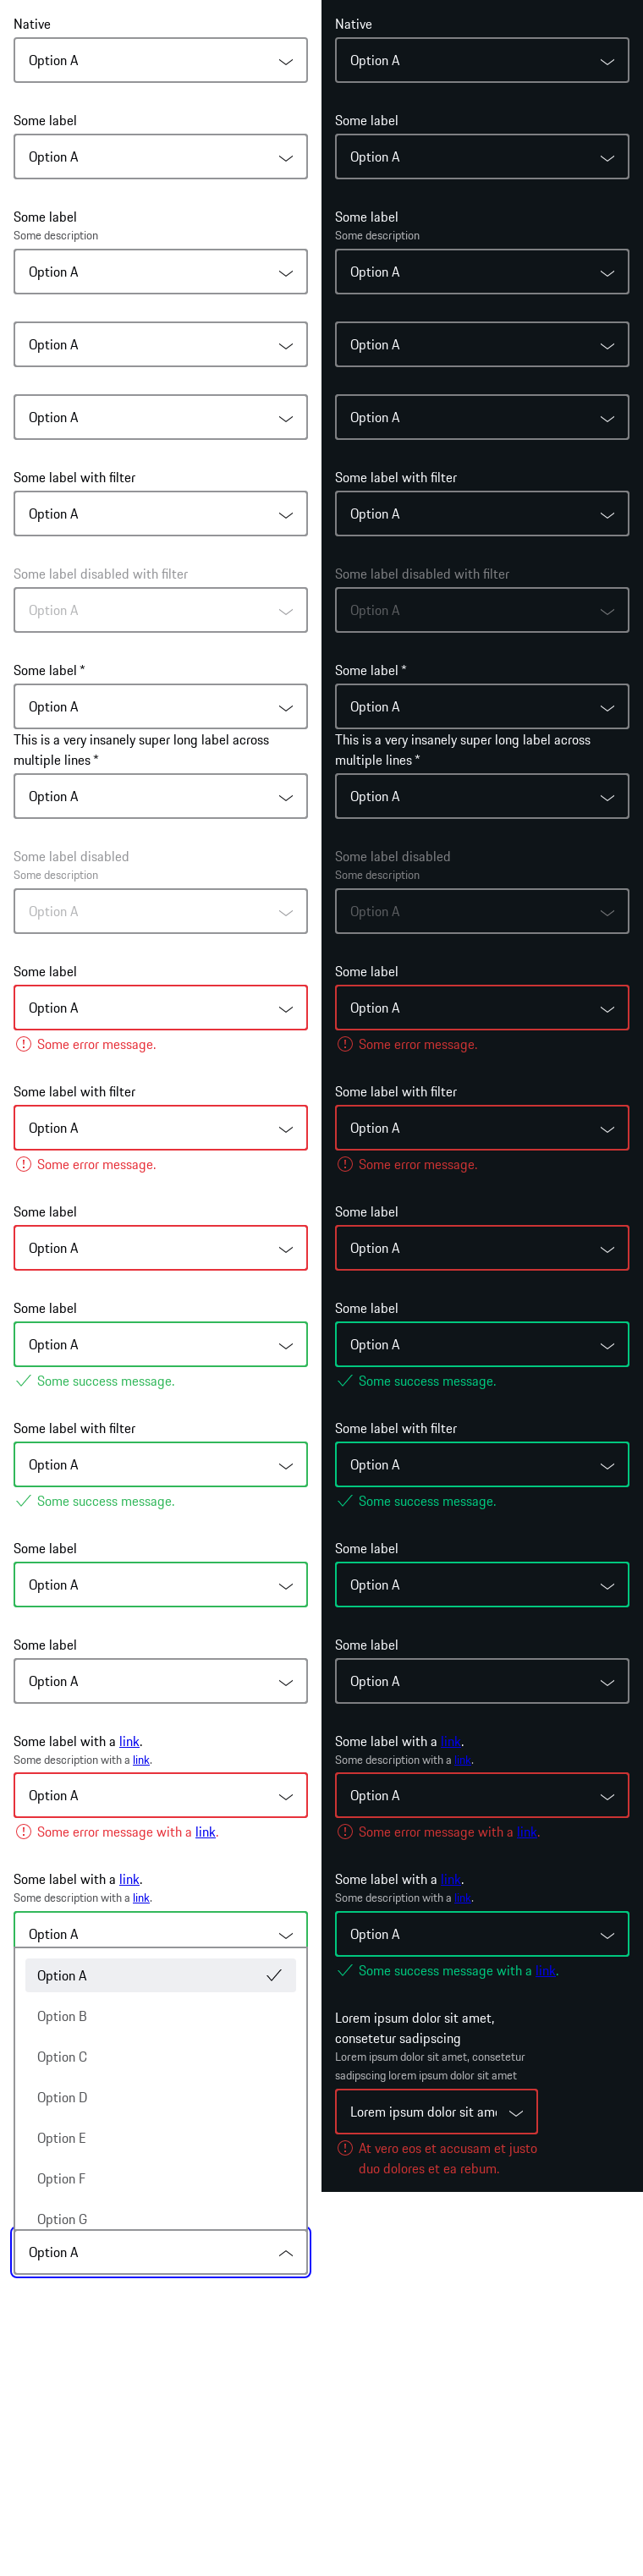 Native
Option A
Some label
Option A
Some label
Some description
Option A
Option A
Option A
Some label with filter
Option A
Some label disabled with filter
Option A
Some label *
Option A
This is a very insanely super long label across
multiple lines *
Option A
Some label disabled
Some description
Option A
Some label
Option A
Some error message.
Some label with filter
Option A
Some error message.
Some label
Option A
Some label
Option A
Some success message.
Some label with filter
Option A
Some success message.
Some label
Option A
Some label
Option A
Some label with a link.
Some description with a link.
Option A
Some error message with a link.
Some label with a link.
Some description with a link.
Option A
Option A
Option B
Option C
Option D
Option E
Option F
Option G
Option A
Native
Option A
Some label
Option A
Some label
Some description
Option A
Option A
Option A
Some label with filter
Option A
Some label disabled with filter
Option A
Some label *
Option A
This is a very insanely super long label across
multiple lines *
Option A
Some label disabled
Some description
Option A
Some label
Option A
Some error message.
Some label with filter
Option A
Some error message.
Some label
Option A
Some label
Option A
Some success message.
Some label with filter
Option A
Some success message.
Some label
Option A
Some label
Option A
Some label with a link.
Some description with a link.
Option A
Some error message with a link.
Some label with a link.
Some description with a link.
Option A
Some success message with a link.
Lorem ipsum dolor sit amet,
consetetur sadipscing
Lorem ipsum dolor sit amet, consetetur
sadipscing lorem ipsum dolor sit amet
Lorem ipsum dolor sit am
At vero eos et accusam et justo
duo dolores et ea rebum.